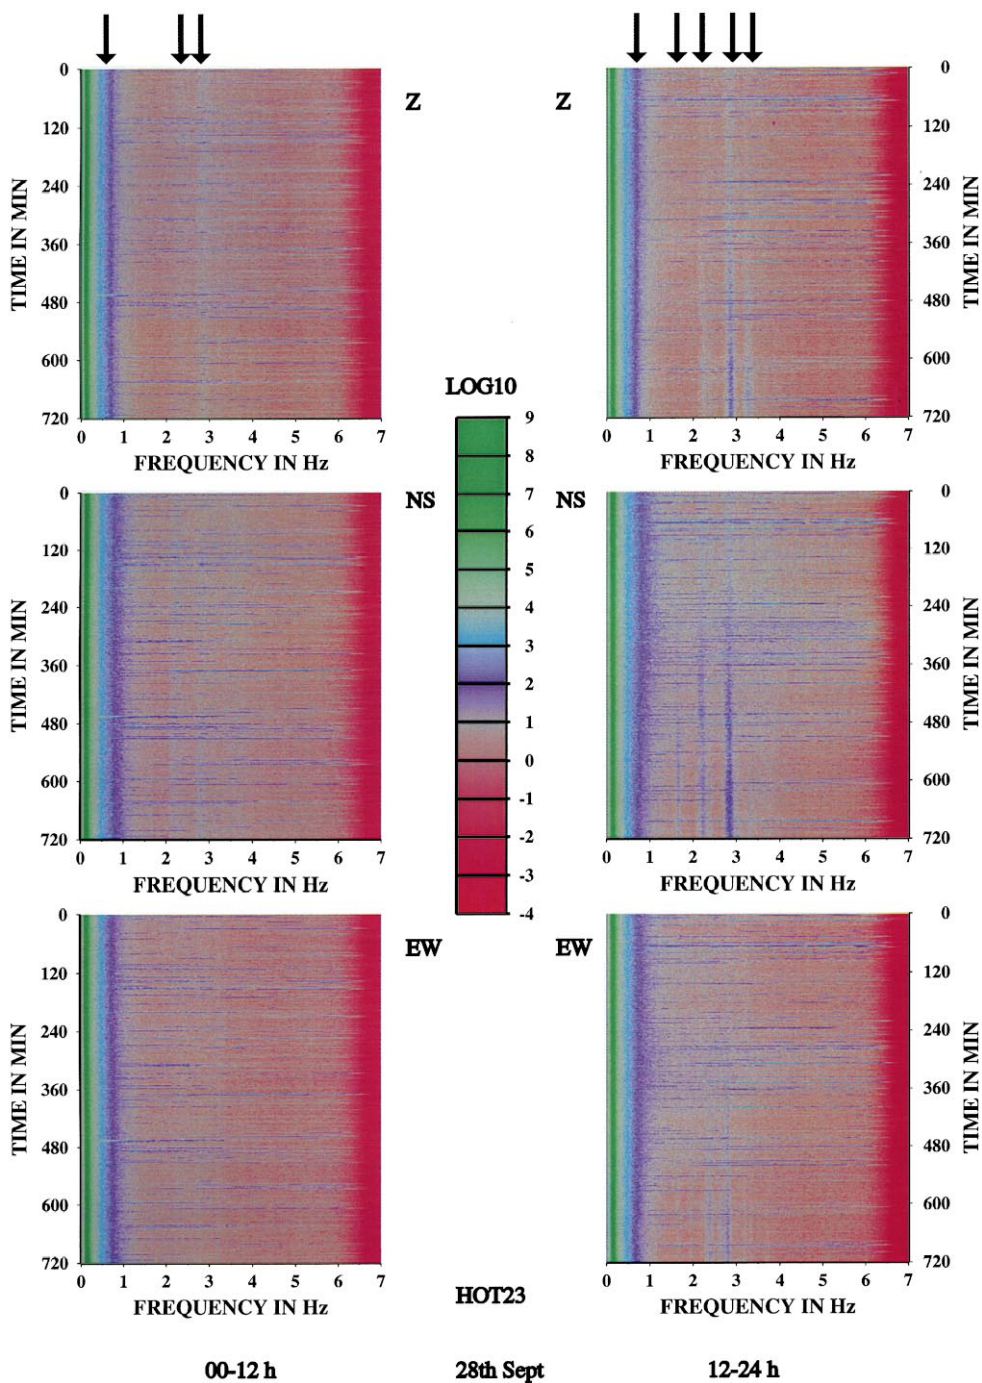 0
120
240
360
480
600
720
TIME IN MIN
0 1 2 3 4 5 6 7
FREQUENCY IN Hz
Z
Z
0
120
240
360
480
600
720
TIME IN MIN
0 1 2 3 4 5 6 7
FREQUENCY IN Hz
LOG10
9
8
7
6
5
4
3
2
1
0
-1
-2
-3
-4
0
120
240
360
480
600
720
TIME IN MIN
0 1 2 3 4 5 6 7
FREQUENCY IN Hz
NS
NS
0
120
240
360
480
600
720
TIME IN MIN
0 1 2 3 4 5 6 7
FREQUENCY IN Hz
0
120
240
360
480
600
720
TIME IN MIN
0 1 2 3 4 5 6 7
FREQUENCY IN Hz
EW
EW
0
120
240
360
480
600
720
TIME IN MIN
0 1 2 3 4 5 6 7
FREQUENCY IN Hz
HOT23
00-12 h
28th Sept
12-24 h